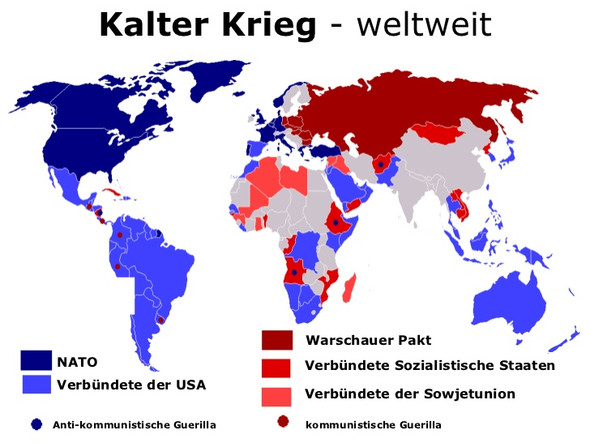 Kalter Krieg - weltweit
NATO
Verbündete der USA
Warschauer Pakt
Verbündete Sozialistische Staaten
Verbündete der Sowjetunion
Anti-kommunistische Guerilla
kommunistische Guerilla